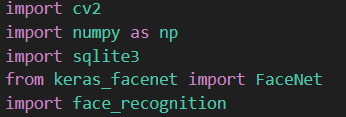 import cv2
import numpy as np
import sqlite3
from keras_facenet import FaceNet
import face_recognition